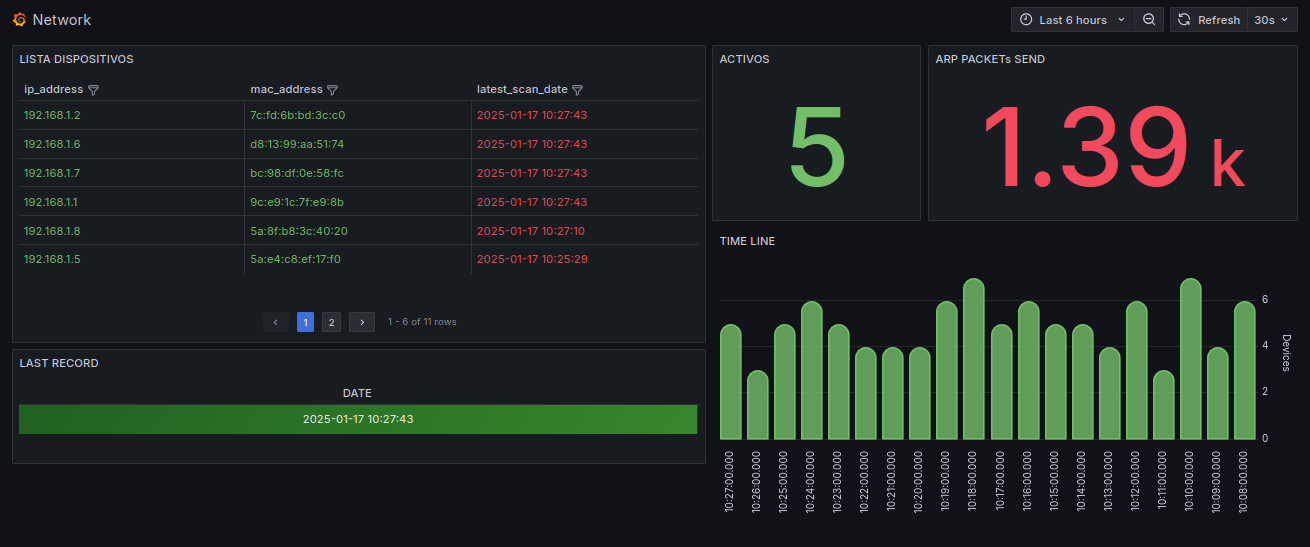 Network
Last 6 hours
Refresh 30s
LISTA DISPOSITIVOS
ip_address mac_address latest_scan_date
192.168.1.2 7c:fd:6b:bd:3c:c0 2025-01-17 10:27:43
192.168.1.6 d8:13:99:aa:51:74 2025-01-17 10:27:43
192.168.1.7 bc:98:df:0e:58:fc 2025-01-17 10:27:43
192.168.1.1 9c:e9:1c:7f:e9:8b 2025-01-17 10:27:43
192.168.1.8 5a:8f:b8:3c:40:20 2025-01-17 10:27:10
192.168.1.5 5a:e4:c8:ef:17:f0 2025-01-17 10:25:29
1 2 1 - 6 of 11 rows
LAST RECORD
DATE
2025-01-17 10:27:43
ACTIVOS
5
ARP PACKETs SEND
1.39 k
TIME LINE
6
4
2
0
Devices
10:27:00.000
10:26:00.000
10:25:00.000
10:24:00.000
10:23:00.000
10:22:00.000
10:21:00.000
10:20:00.000
10:19:00.000
10:18:00.000
10:17:00.000
10:16:00.000
10:15:00.000
10:14:00.000
10:13:00.000
10:12:00.000
10:11:00.000
10:10:00.000
10:09:00.000
10:08:00.000